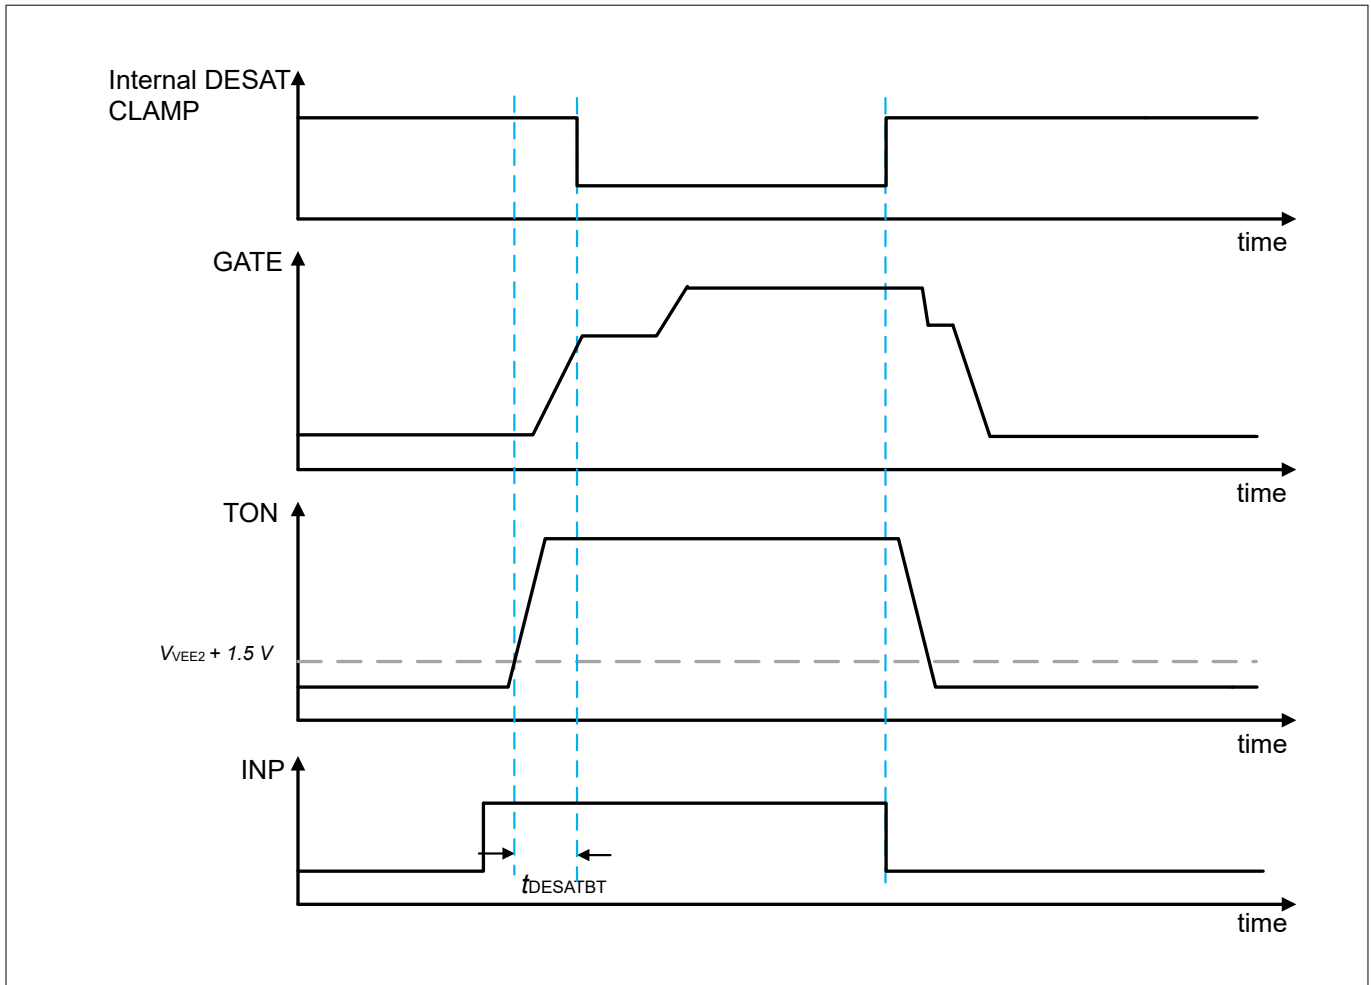 Internal DESAT
CLAMP
time
GATE
time
TON
VVEE2 + 1.5 V
time
INP
tDESATBT
time